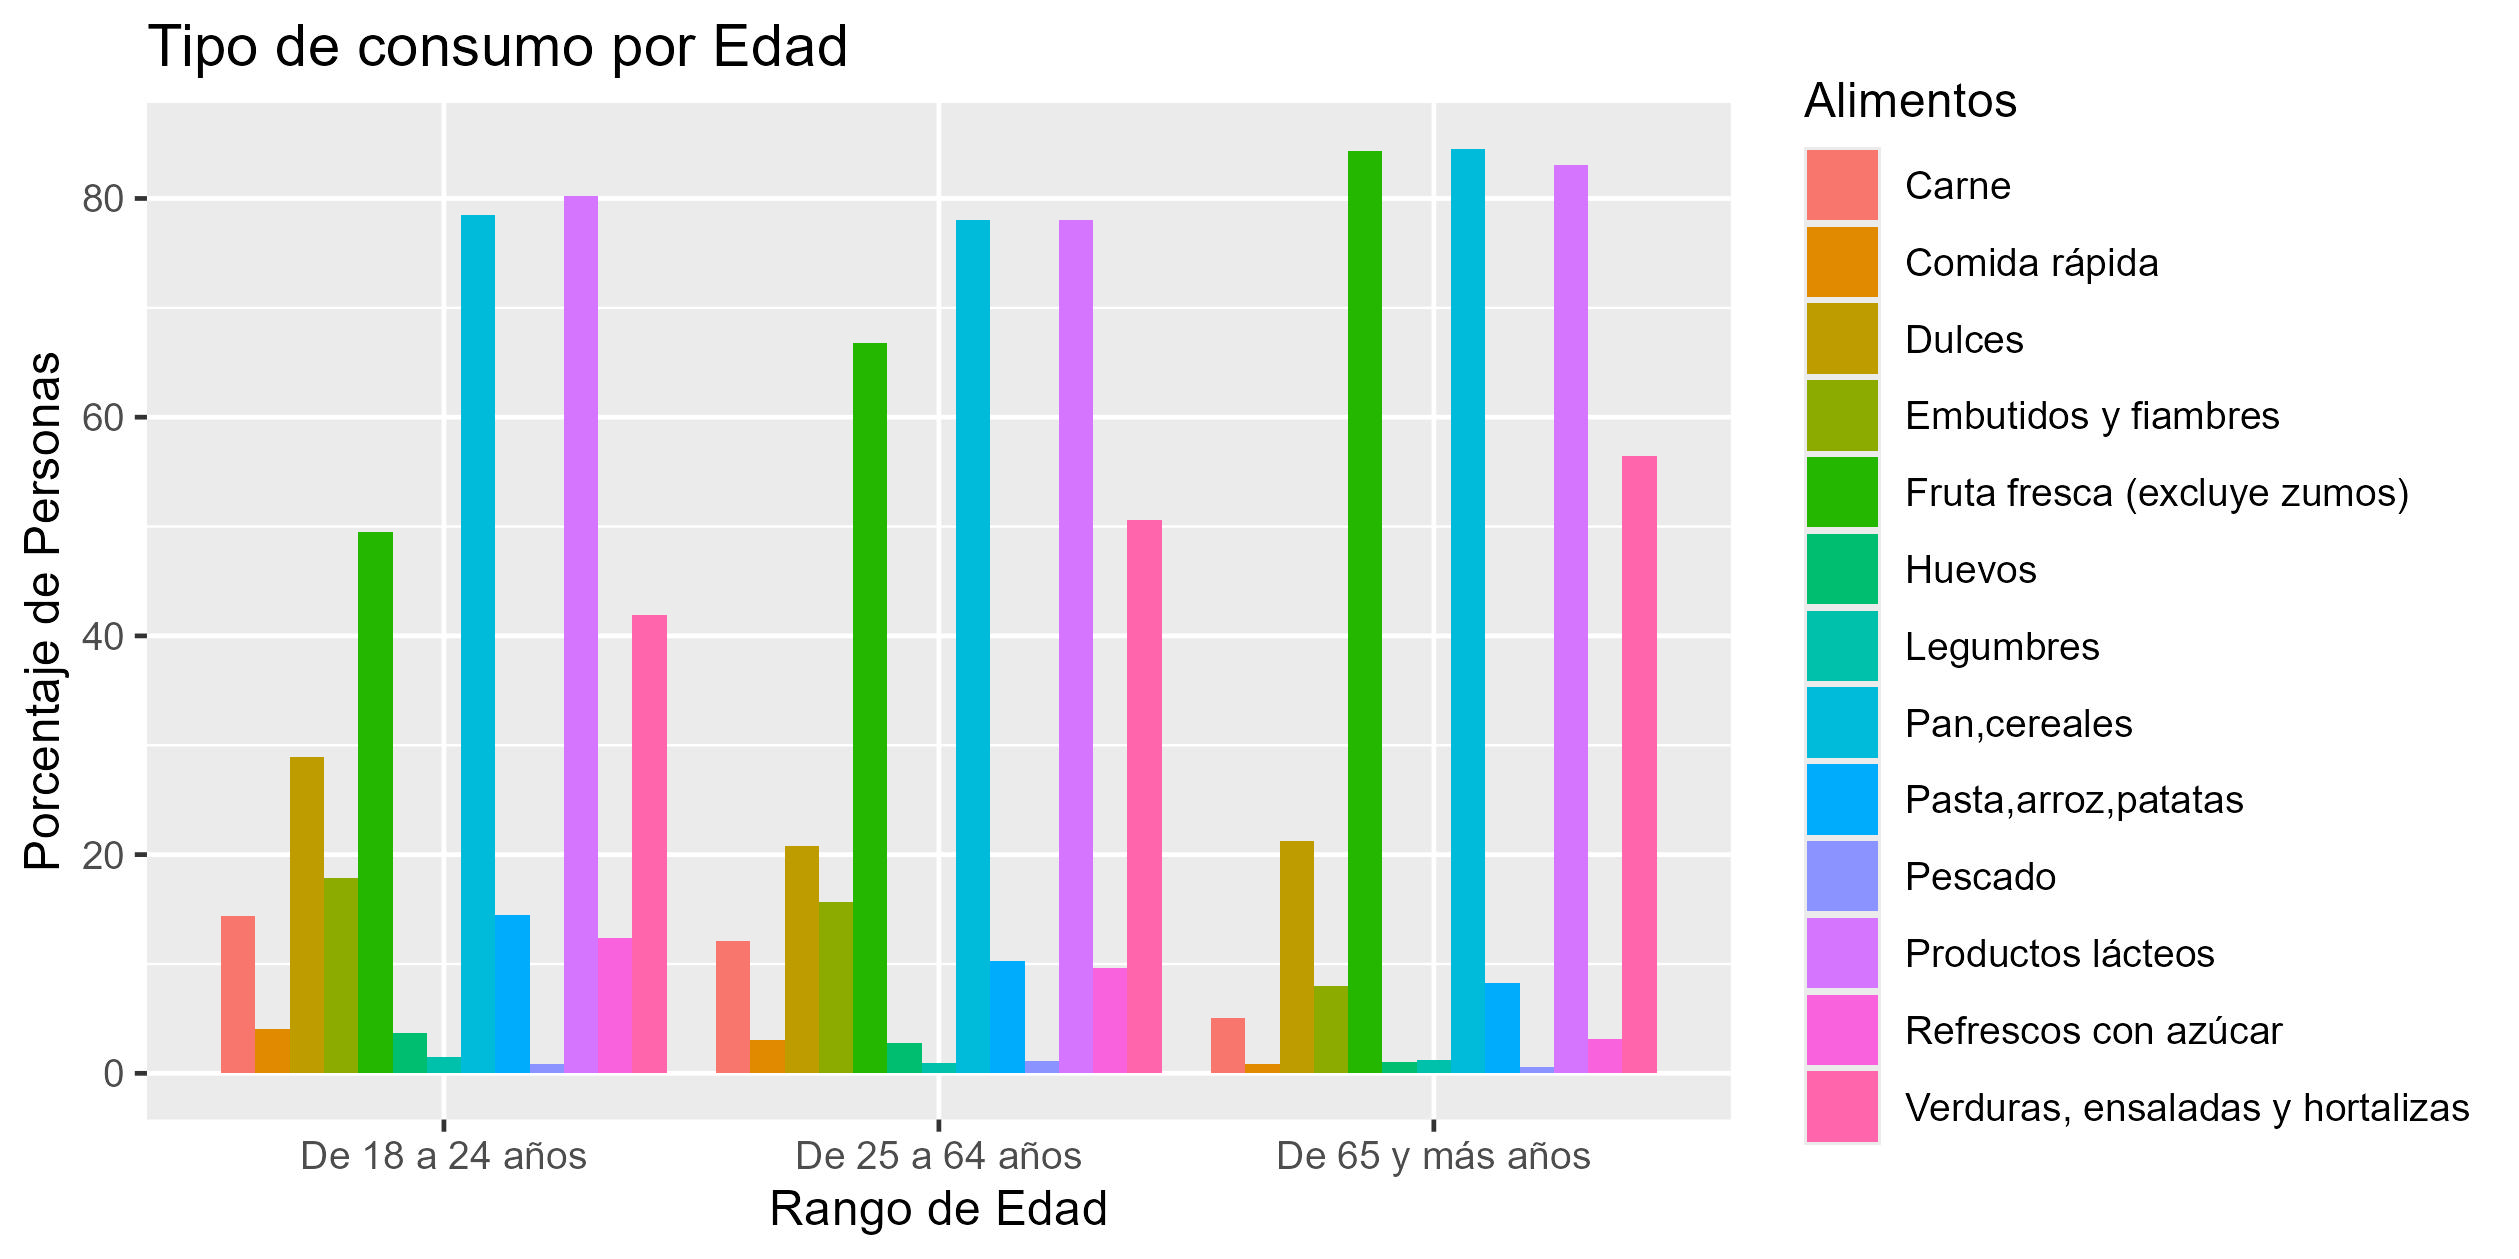 Tipo de consumo por Edad
Porcentaje de Personas
80
60
40
20
0
De 18 a 24 años
De 25 a 64 años
De 65 y más años
Rango de Edad
Alimentos
Carne
Comida rápida
Dulces
Embutidos y fiambres
Fruta fresca (excluye zumos)
Huevos
Legumbres
Pan,cereales
Pasta,arroz,patatas
Pescado
Productos lácteos
Refrescos con azúcar
Verduras, ensaladas y hortalizas